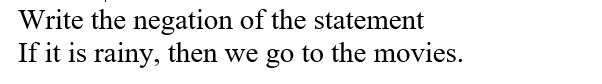 Write the negation of the statement
If it is rainy, then we go to the movies.